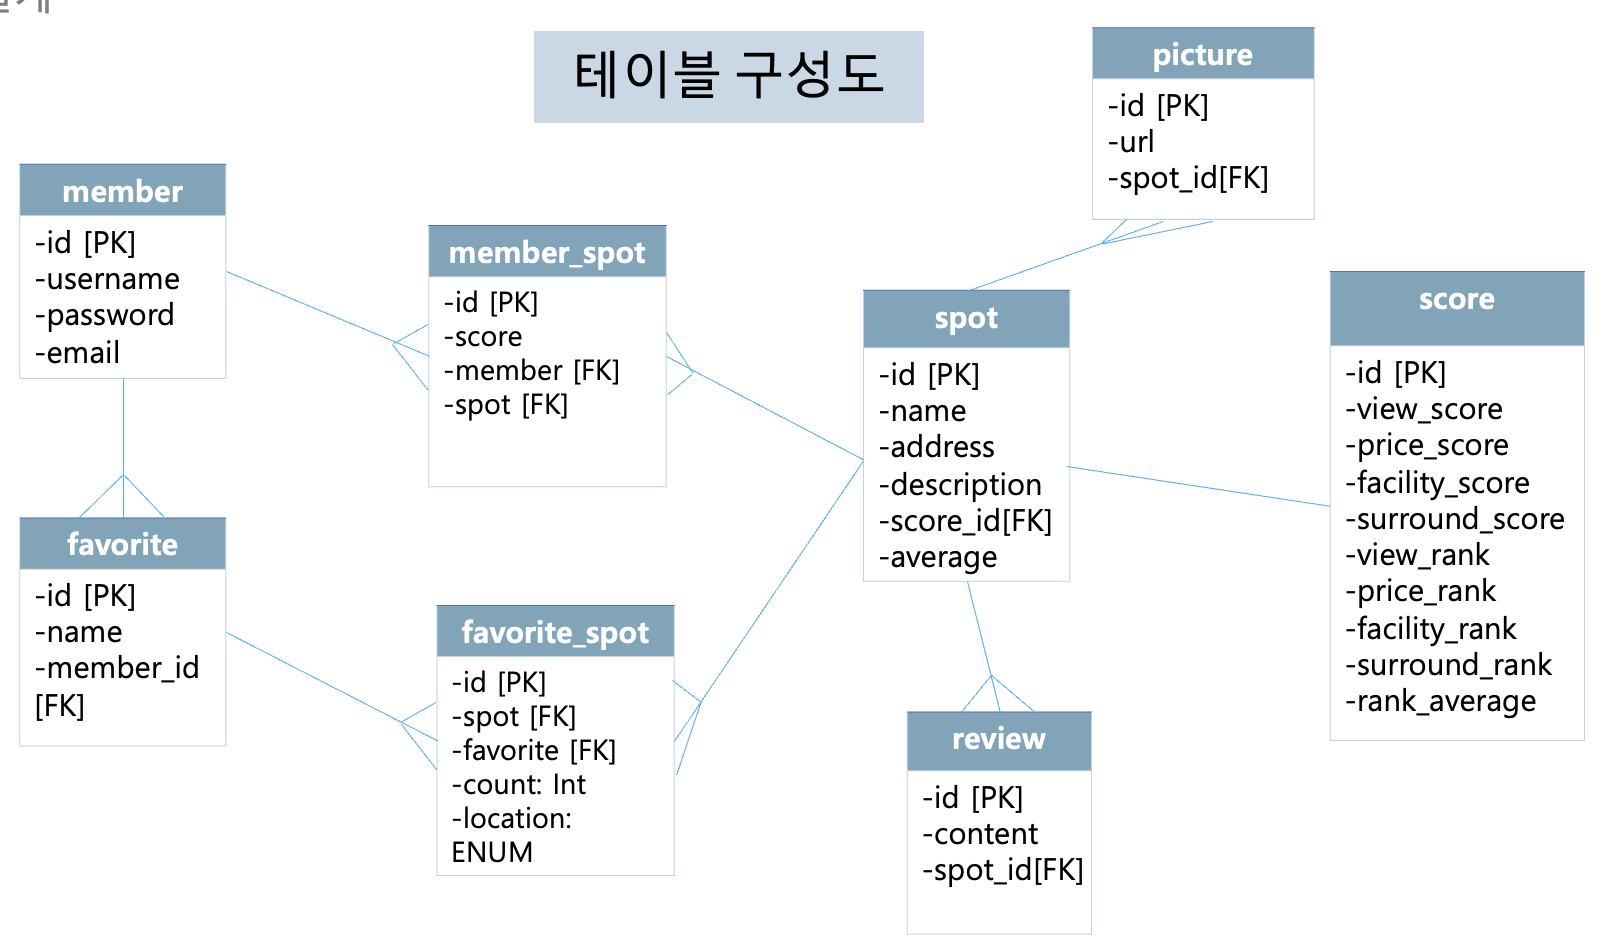 테이블 구성도
picture
-id [PK]
-url
-spot_id[FK]
member
-id [PK]
-username
-password
-email
member_spot
-id [PK]
-score
-member [FK]
-spot [FK]
spot
-id [PK]
-name
-address
-description
-score_id[FK]
-average
score
-id [PK]
-view_score
-price_score
-facility_score
-surround_score
-view_rank
-price_rank
-facility_rank
-surround_rank
-rank_average
favorite
-id [PK]
-name
-member_id
[FK]
favorite_spot
-id [PK]
-spot [FK]
-favorite [FK]
-count: Int
-location:
ENUM
review
-id [PK]
-content
-spot_id[FK]